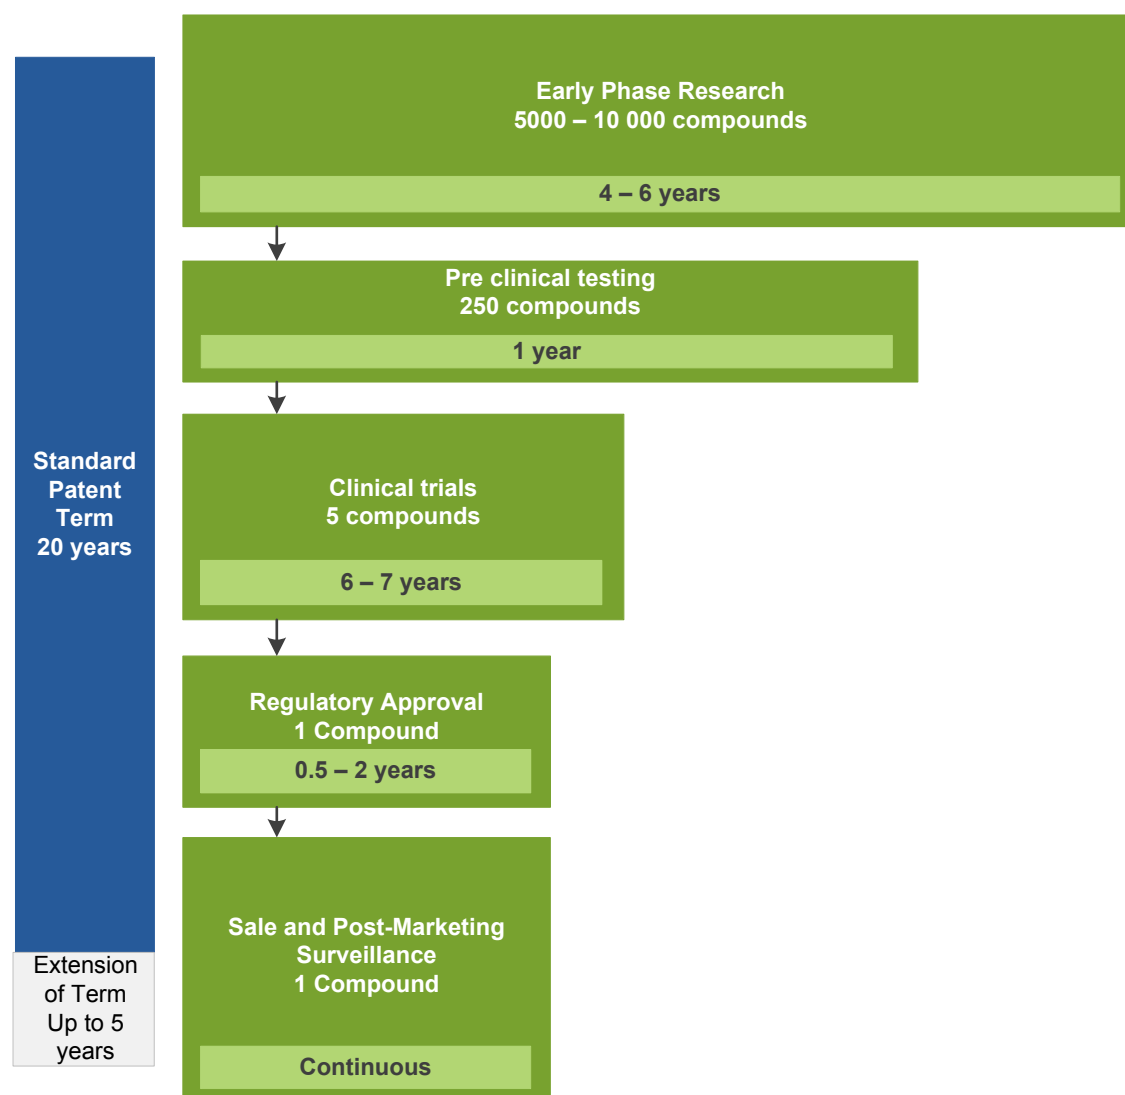 Early Phase Research
5000 – 10 000 compounds
4 – 6 years
Pre clinical testing
250 compounds
1 year
Standard
Patent
Term
20 years
Clinical trials
5 compounds
6 – 7 years
Regulatory Approval
1 Compound
0.5 – 2 years
Sale and Post-Marketing
Surveillance
1 Compound
Continuous
Extension
of Term
Up to 5
years